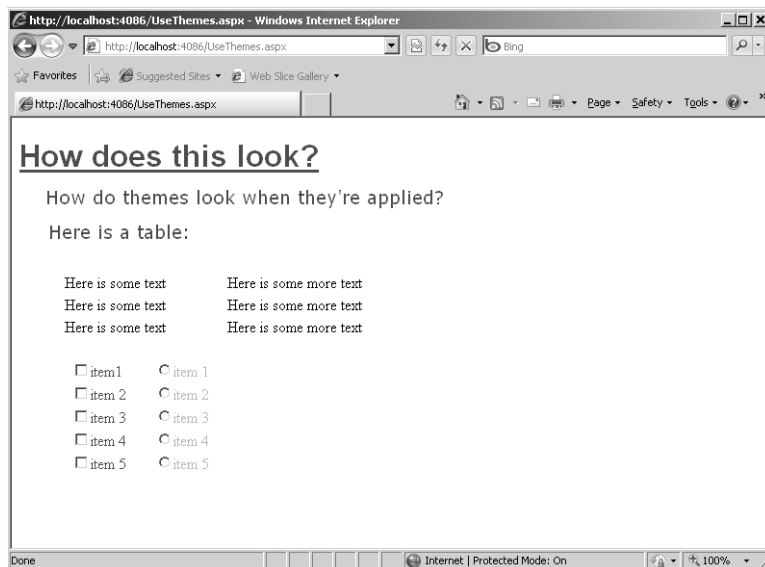 http://localhost:4086/UseThemes.aspx - Windows Internet Explorer
http://localhost:4086/UseThemes.aspx
Bing
Favorites Suggested Sites Web Slice Gallery
http://localhost:4086/UseThemes.aspx Page Safety Tools
How does this look?
How do themes look when they're applied?
Here is a table:
Here is some text Here is some more text
Here is some text Here is some more text
Here is some text Here is some more text
item1 item 1
item 2 item 2
item 3 item 3
item 4 item 4
item 5 item 5
Done Internet | Protected Mode: On 100%